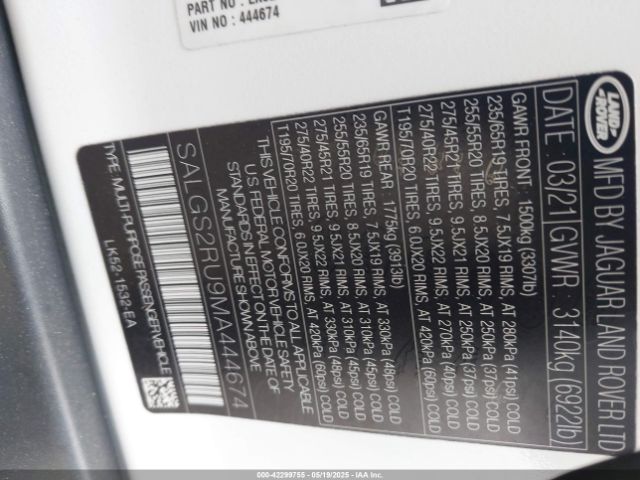 VIN NO : 444674
LAND ROVER
MFD BY JAGUAR LAND ROVER LTD
DATE: 03/21 GVWR: 3140kg (6922lb)
GAWR FRONT: 1500kg (3307lb)
235/65R19 TIRES, 7.5JX19 RIMS, AT 280kPa (41psi) COLD
255/55R20 TIRES, 8.5JX20 RIMS, AT 250kPa (37psi) COLD
275/45R21 TIRES, 9.5JX21 RIMS, AT 250kPa (37psi) COLD
275/40R22 TIRES, 9.5JX22 RIMS, AT 270kPa (40psi) COLD
T195/70R20 TIRES, 6.0JX20 RIMS, AT 420kPa (60psi) COLD
GAWR REAR: 1775kg (3913lb)
235/65R19 TIRES, 7.5JX19 RIMS, AT 330kPa (48psi) COLD
255/55R20 TIRES, 8.5JX20 RIMS, AT 310kPa (45psi) COLD
275/45R21 TIRES, 9.5JX21 RIMS, AT 310kPa (45psi) COLD
275/40R22 TIRES, 9.5JX22 RIMS, AT 330kPa (48psi) COLD
T195/70R20 TIRES, 6.0JX20 RIMS, AT 420kPa (60psi) COLD
THIS VEHICLE CONFORMS TO ALL APPLICABLE
U.S. FEDERAL MOTOR VEHICLE SAFETY
STANDARDS IN EFFECT ON THE DATE OF
MANUFACTURE SHOWN ABOVE
SALGS2RU9MA444674
TYPE: MULTI-PURPOSE PASSENGER VEHICLE
LK52-1532-EA
000-42299755 - 05/19/2025 - IAAI.COM